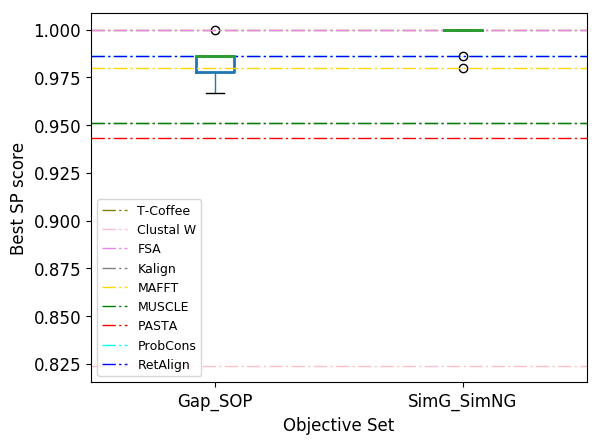 1.000
0.975
0.950
0.925
0.900
0.875
0.850
0.825
Best SP score
T-Coffee
Clustal W
FSA
Kalign
MAFFT
MUSCLE
PASTA
ProbCons
RetAlign
Gap_SOP
SimG_SimNG
Objective Set